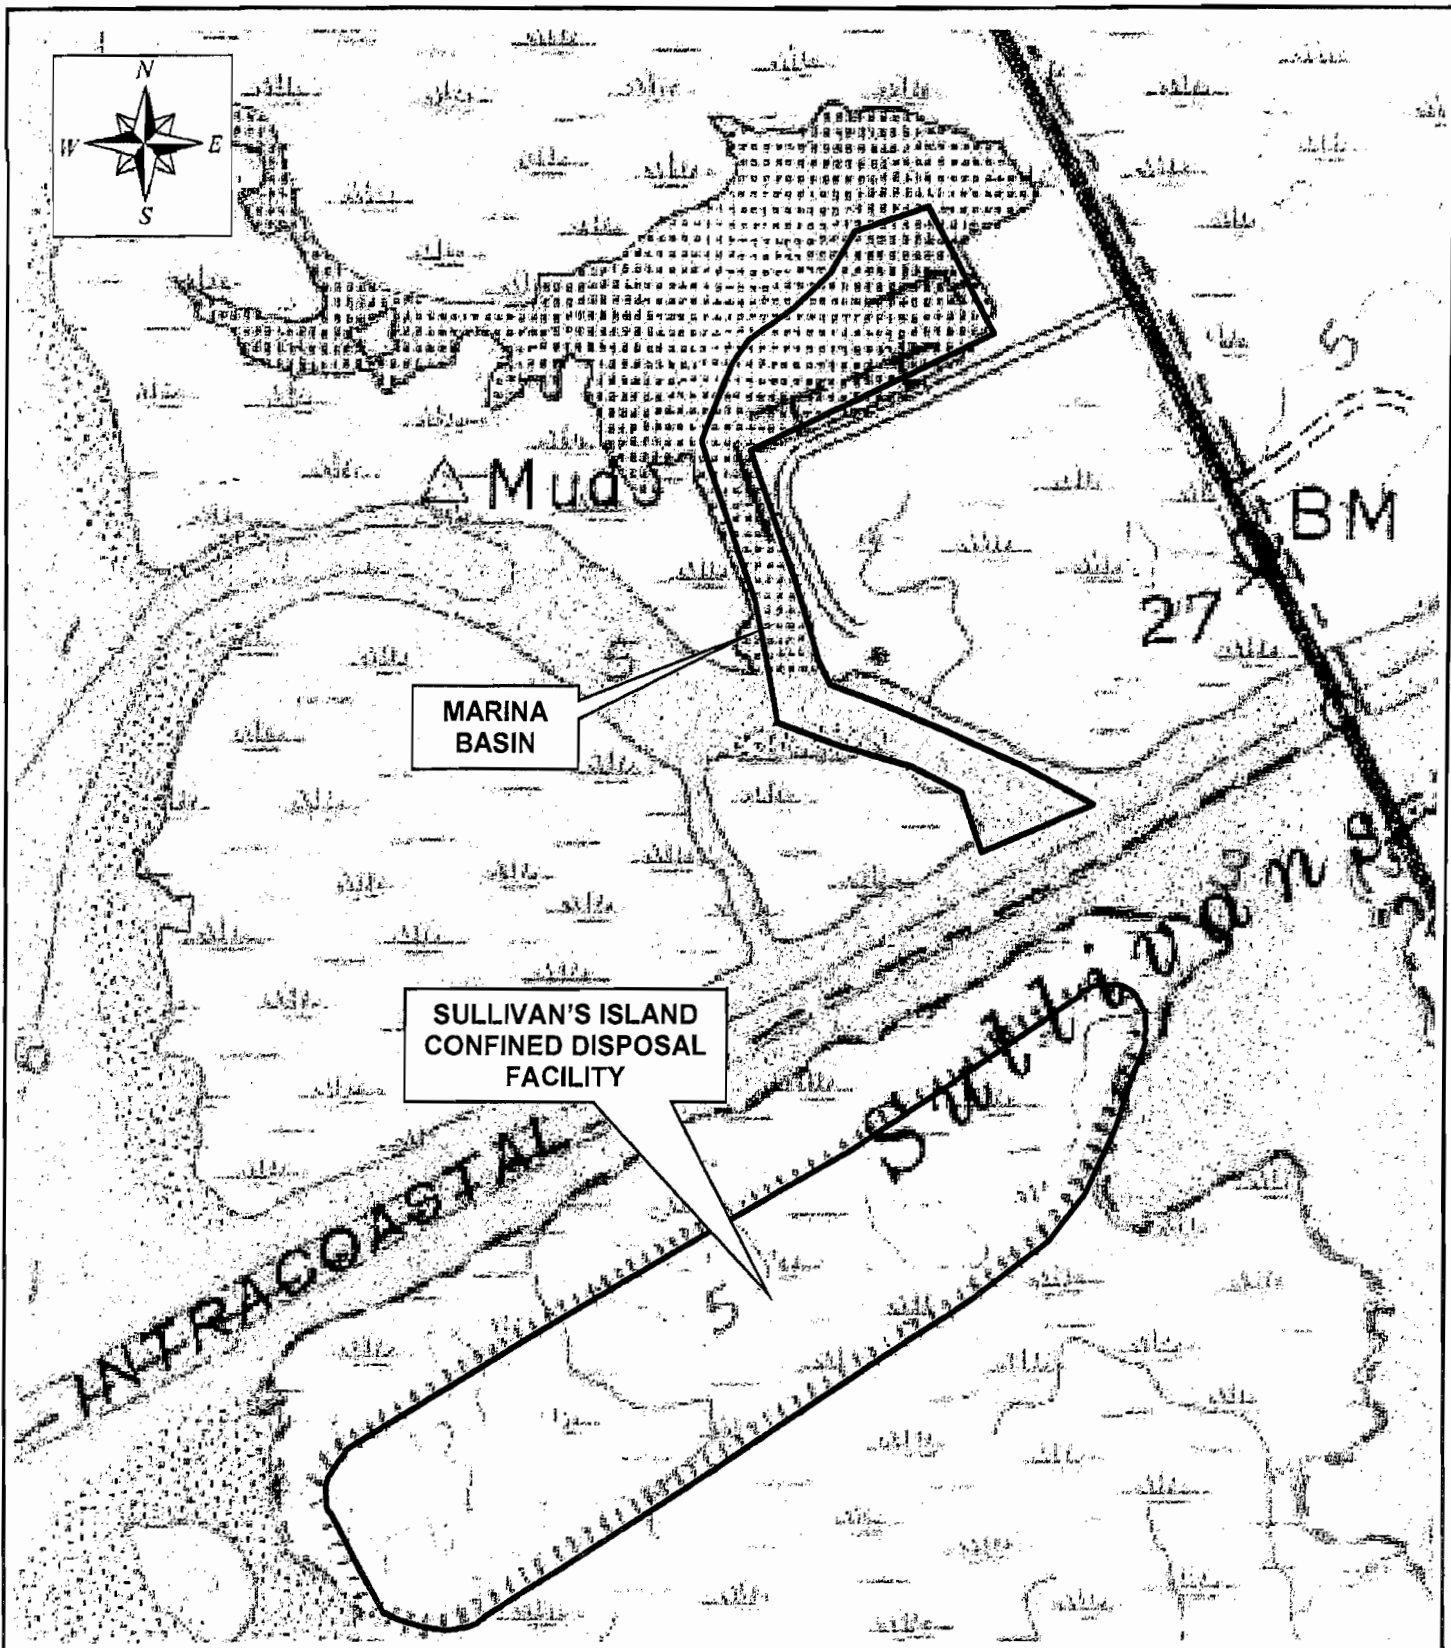 N
W E
S
5
Mud
BM
27
5
MARINA
BASIN
Sullivans
SULLIVAN'S ISLAND
CONFINED DISPOSAL
FACILITY
INTRACOASTAL
5